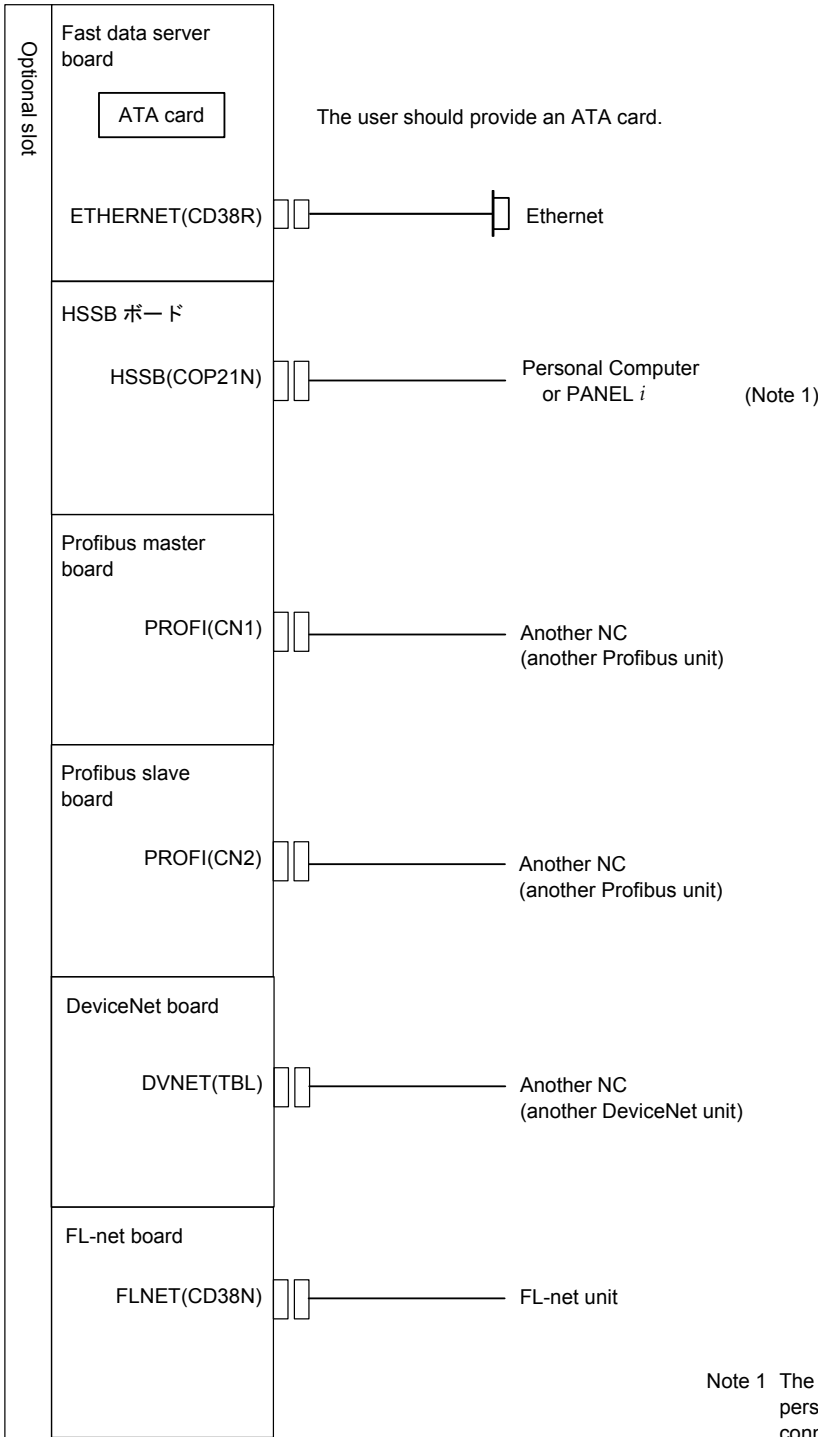 Optional slot
Fast data server
board
ATA card
The user should provide an ATA card.
ETHERNET(CD38R)
Ethernet
HSSB ボード
HSSB(COP21N)
Personal Computer
or PANEL i
(Note 1)
Profibus master
board
PROFI(CN1)
Another NC
(another Profibus unit)
Profibus slave
board
PROFI(CN2)
Another NC
(another Profibus unit)
DeviceNet board
DVNET(TBL)
Another NC
(another DeviceNet unit)
FL-net board
FLNET(CD38N)
FL-net unit
Note 1 The